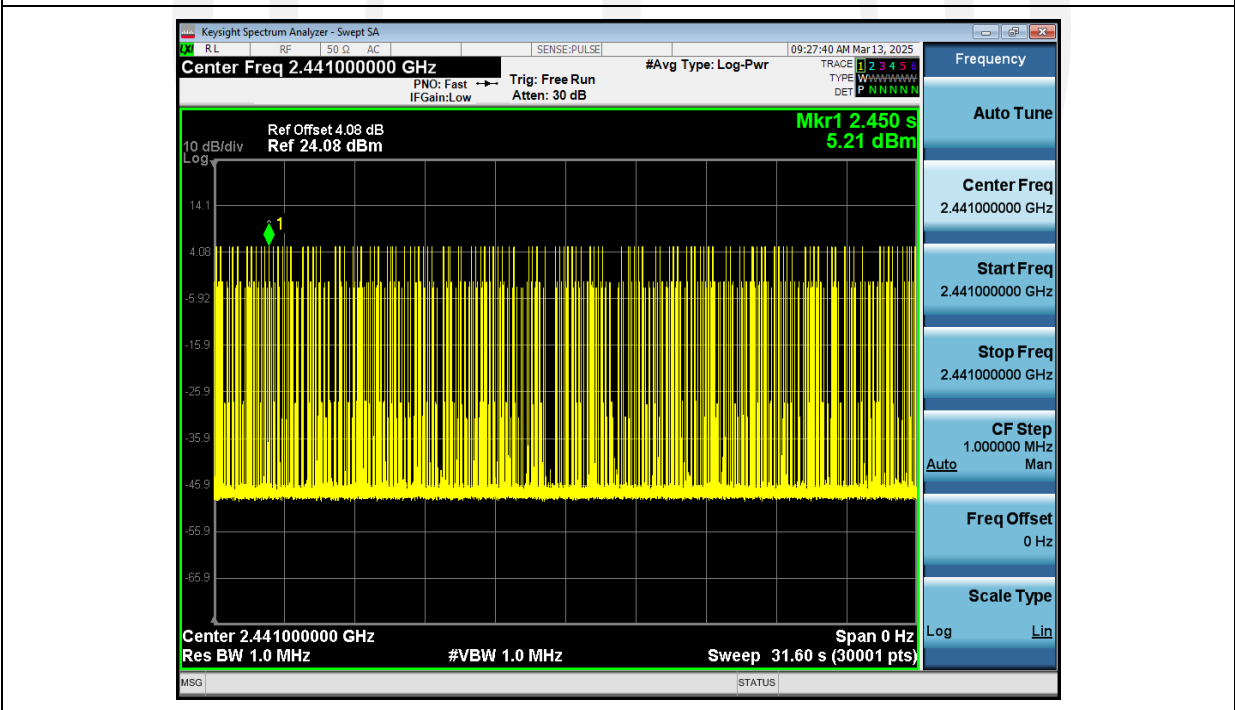 Keysight Spectrum Analyzer - Swept SA
LXI RL RF 50 Ω AC SENSE:PULSE 09:27:40 AM Mar 13, 2025
Center Freq 2.441000000 GHz
#Avg Type: Log-Pwr
TRACE 1 2 3 4 5 6
TYPE WWWWWW
DET P N N N N N
PNO: Fast Trig: Free Run
IFGain:Low Atten: 30 dB
Mkr1 2.450 s
5.21 dBm
Ref Offset 4.08 dB
10 dB/div Ref 24.08 dBm
Log
1
14.1
4.08
-5.92
-15.9
-25.9
-35.9
-45.9
-55.9
-65.9
Center 2.441000000 GHz Span 0 Hz
Res BW 1.0 MHz #VBW 1.0 MHz Sweep 31.60 s (30001 pts)
MSG STATUS
Frequency
Auto Tune
Center Freq
2.441000000 GHz
Start Freq
2.441000000 GHz
Stop Freq
2.441000000 GHz
CF Step
1.000000 MHz
Auto Man
Freq Offset
0 Hz
Scale Type
Log Lin